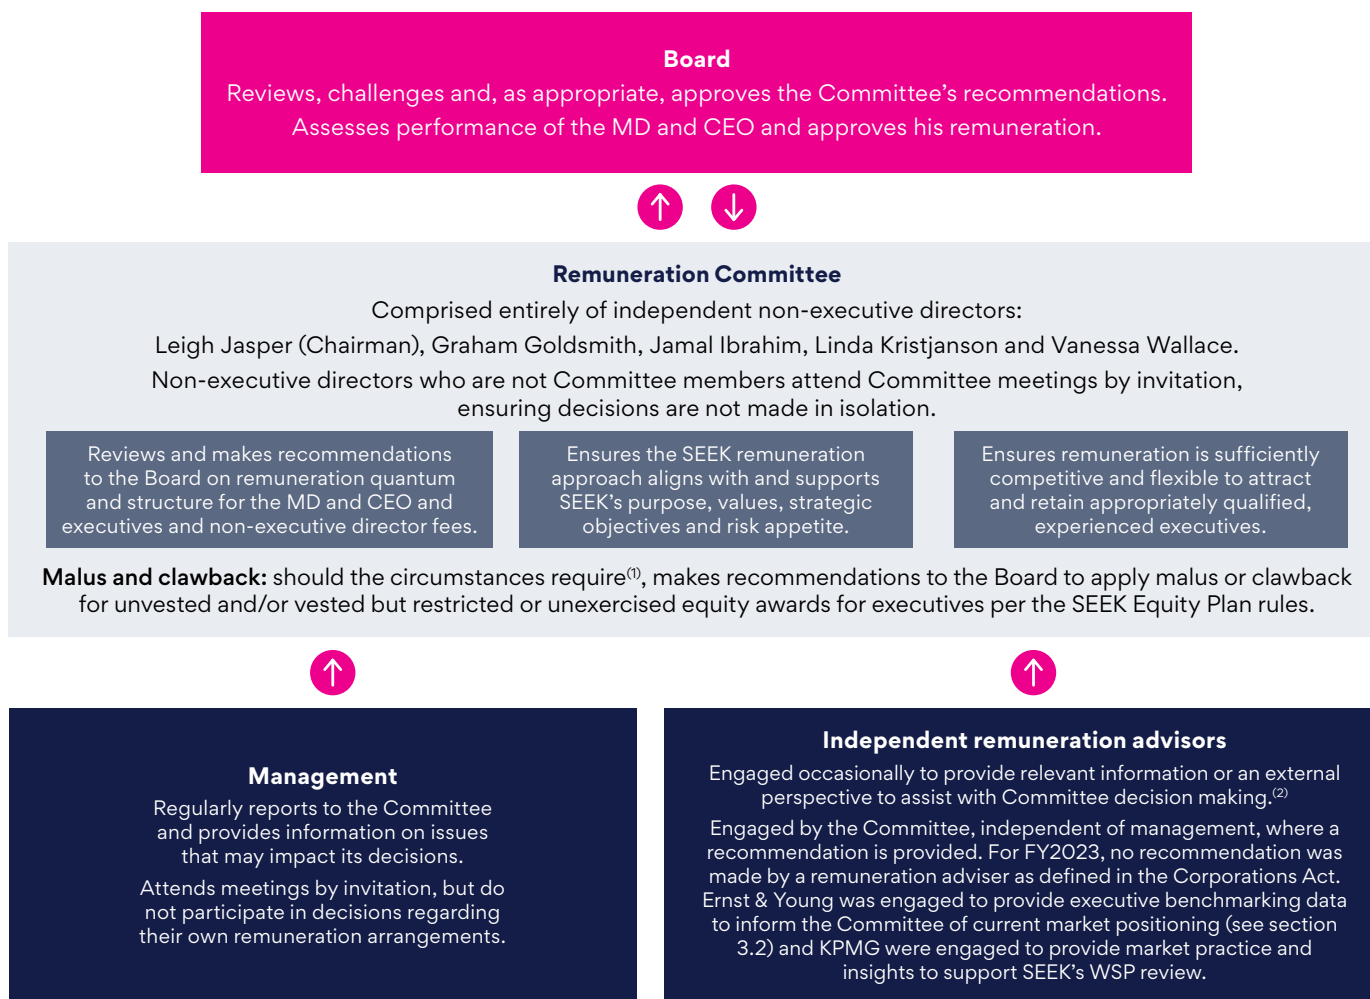 Board
Reviews, challenges and, as appropriate, approves the Committee’s recommendations.
Assesses performance of the MD and CEO and approves his remuneration.
Remuneration Committee
Comprised entirely of independent non-executive directors:
Leigh Jasper (Chairman), Graham Goldsmith, Jamal Ibrahim, Linda Kristjanson and Vanessa Wallace.
Non-executive directors who are not Committee members attend Committee meetings by invitation,
ensuring decisions are not made in isolation.
Reviews and makes recommendations
to the Board on remuneration quantum
and structure for the MD and CEO and
executives and non-executive director fees.
Ensures the SEEK remuneration
approach aligns with and supports
SEEK’s purpose, values, strategic
objectives and risk appetite.
Ensures remuneration is sufficiently
competitive and flexible to attract
and retain appropriately qualified,
experienced executives.
Malus and clawback: should the circumstances require(1), makes recommendations to the Board to apply malus or clawback
for unvested and/or vested but restricted or unexercised equity awards for executives per the SEEK Equity Plan rules.
Management
Regularly reports to the Committee
and provides information on issues
that may impact its decisions.
Attends meetings by invitation, but do
not participate in decisions regarding
their own remuneration arrangements.
Independent remuneration advisors
Engaged occasionally to provide relevant information or an external
perspective to assist with Committee decision making.(2)
Engaged by the Committee, independent of management, where a
recommendation is provided. For FY2023, no recommendation was
made by a remuneration adviser as defined in the Corporations Act.
Ernst & Young was engaged to provide executive benchmarking data
to inform the Committee of current market positioning (see section
3.2) and KPMG were engaged to provide market practice and
insights to support SEEK’s WSP review.